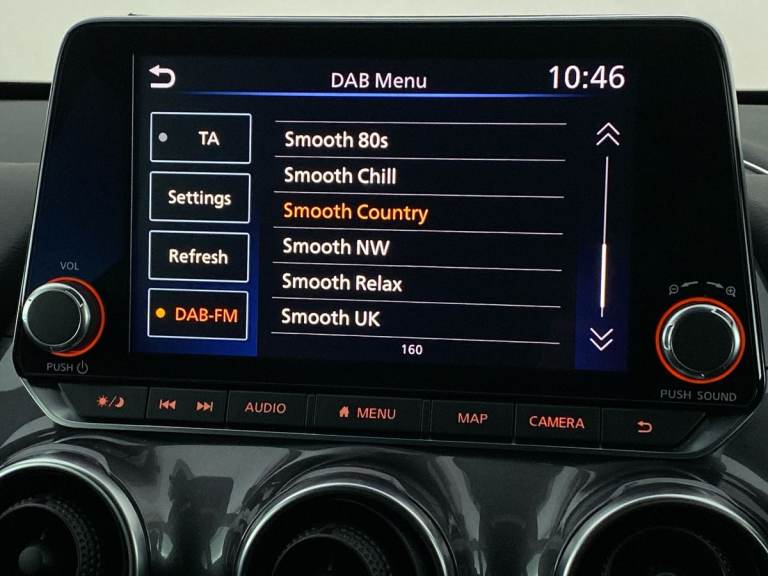 DAB Menu
10:46
TA
Settings
Refresh
DAB-FM
Smooth 80s
Smooth Chill
Smooth Country
Smooth NW
Smooth Relax
Smooth UK
160
VOL
PUSH
PUSH SOUND
AUDIO
MENU
MAP
CAMERA